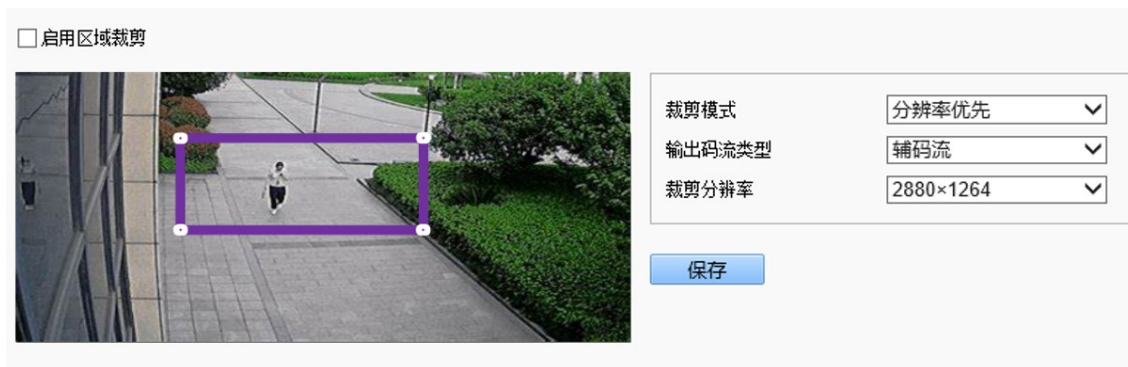 启用区域裁剪
裁剪模式 分辨率优先
输出码流类型 辅码流
裁剪分辨率 2880×1264
保存